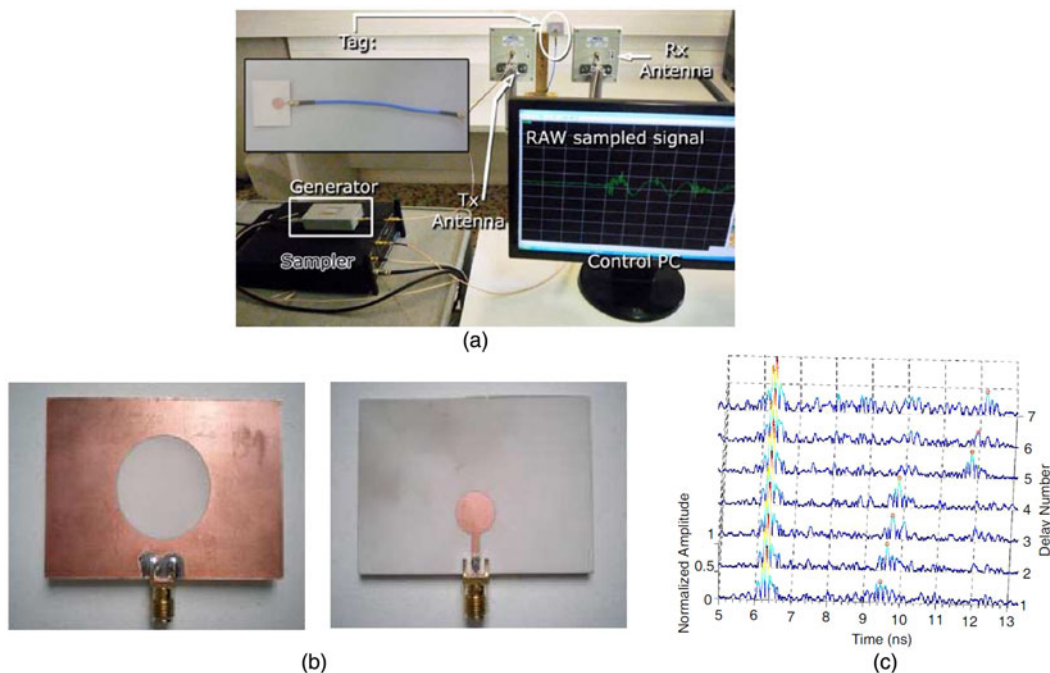 Tag:
Rx
Antenna
RAW sampled signal
Generator
Tx
Antenna
Sampler
Control PC
(a)
(b)
Normalized Amplitude
1
0.5
0
5 6 7 8 9 10 11 12 13
Time (ns)
7
6
5
4
3
2
1
Delay Number
(c)